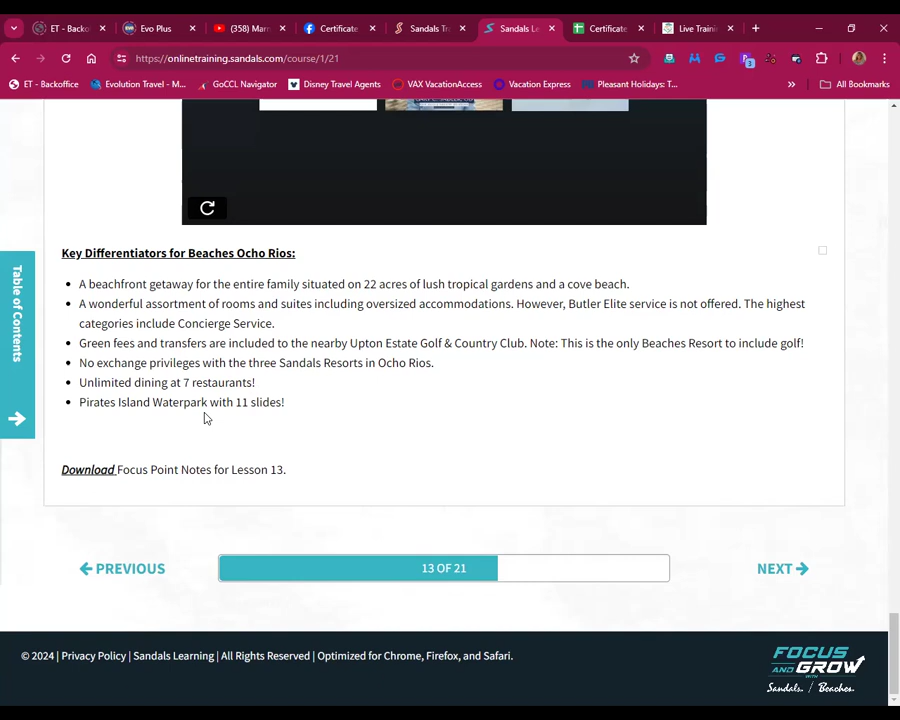 ET - Backo
Evo Plus
(358) Marr
Certificate
Sandals Tr
Sandals Le
Certificate
Live Traini
https://onlinetraining.sandals.com/course/1/21
3
ET - Backoffice
Evolution Travel - M...
GoCCL Navigator
Disney Travel Agents
VAX VacationAccess
Vacation Express
Pleasant Holidays: T...
All Bookmarks
Table of Contents
Key Differentiators for Beaches Ocho Rios:
A beachfront getaway for the entire family situated on 22 acres of lush tropical gardens and a cove beach.
A wonderful assortment of rooms and suites including oversized accommodations. However, Butler Elite service is not offered. The highest
categories include Concierge Service.
Green fees and transfers are included to the nearby Upton Estate Golf & Country Club. Note: This is the only Beaches Resort to include golf!
No exchange privileges with the three Sandals Resorts in Ocho Rios.
Unlimited dining at 7 restaurants!
Pirates Island Waterpark with 11 slides!
Download Focus Point Notes for Lesson 13.
PREVIOUS
13 OF 21
NEXT
© 2024 | Privacy Policy | Sandals Learning | All Rights Reserved | Optimized for Chrome, Firefox, and Safari.
FOCUS
AND GROW
WITH
Sandals / Beaches